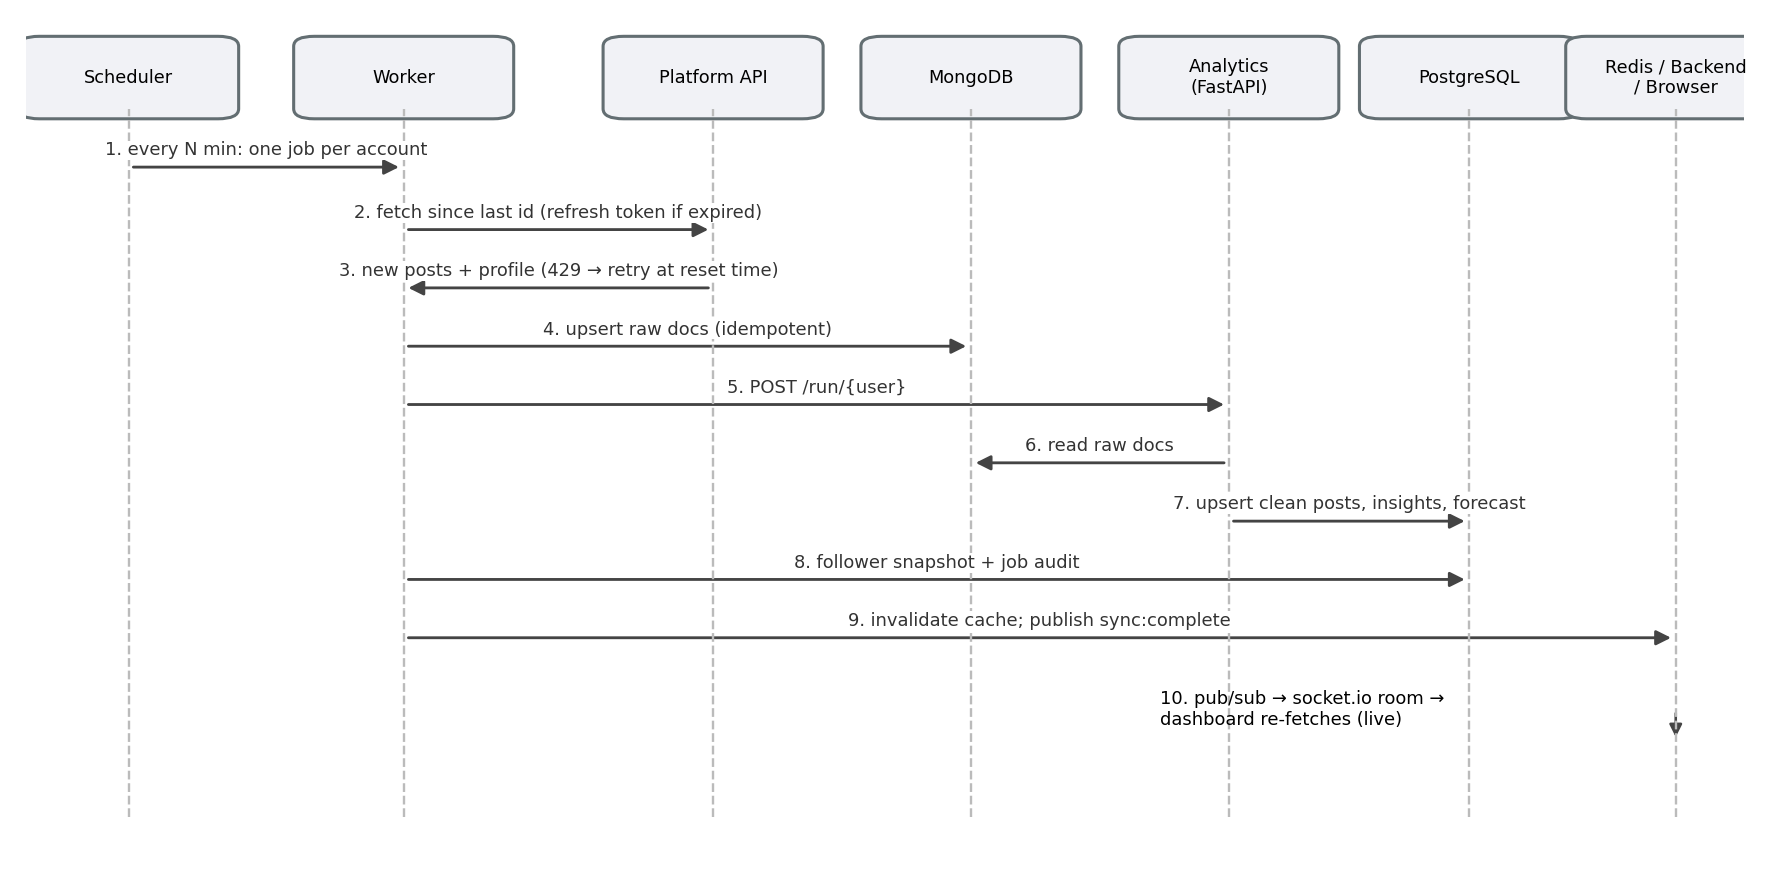 Scheduler
Worker
Platform API
MongoDB
Analytics
(FastAPI)
PostgreSQL
Redis / Backend
/ Browser
1. every N min: one job per account
2. fetch since last id (refresh token if expired)
3. new posts + profile (429 → retry at reset time)
4. upsert raw docs (idempotent)
5. POST /run/{user}
6. read raw docs
7. upsert clean posts, insights, forecast
8. follower snapshot + job audit
9. invalidate cache; publish sync:complete
10. pub/sub → socket.io room →
dashboard re-fetches (live)